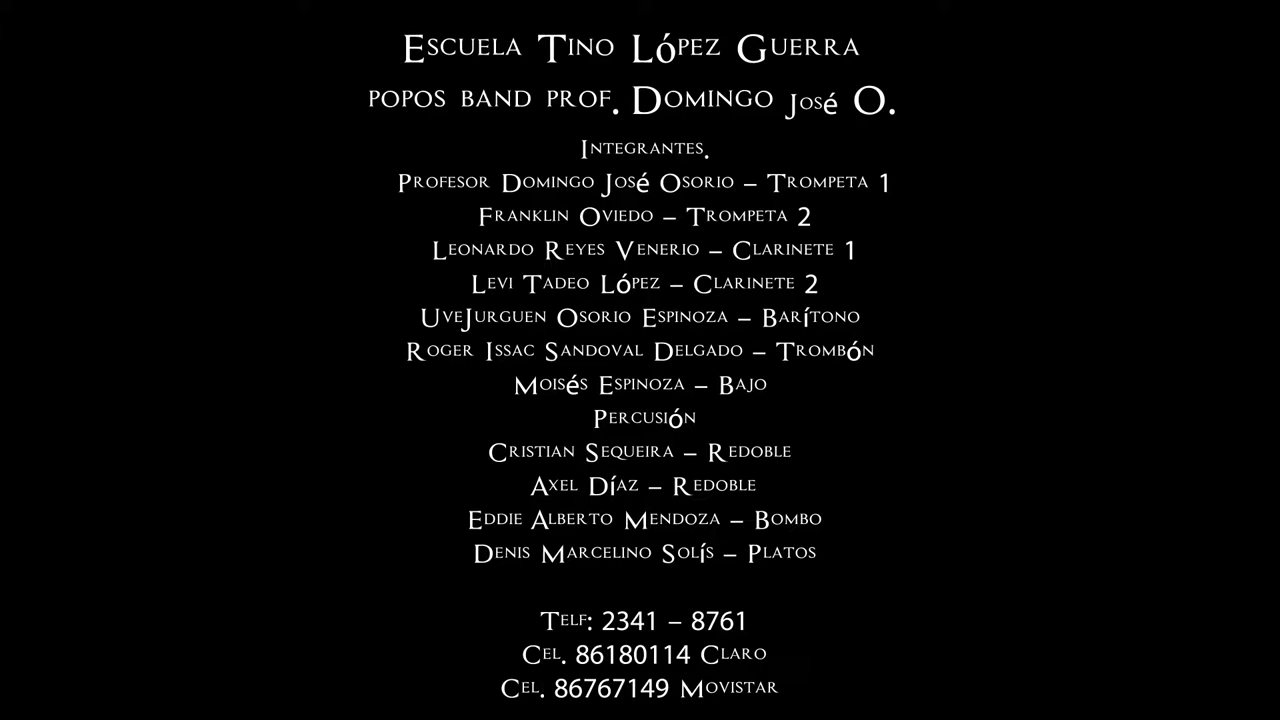 Escuela Tino López Guerra
popos band prof. Domingo José O.
Integrantes.
Profesor Domingo José Osorio – Trompeta 1
Franklin Oviedo – Trompeta 2
Leonardo Reyes Venerio – Clarinete 1
Levi Tadeo López – Clarinete 2
UveJurguen Osorio Espinoza – Barítono
Roger Issac Sandoval Delgado – Trombón
Moisés Espinoza – Bajo
Percusión
Cristian Sequeira – Redoble
Axel Díaz – Redoble
Eddie Alberto Mendoza – Bombo
Denis Marcelino Solís – Platos
Telf: 2341 – 8761
Cel. 86180114 Claro
Cel. 86767149 Movistar